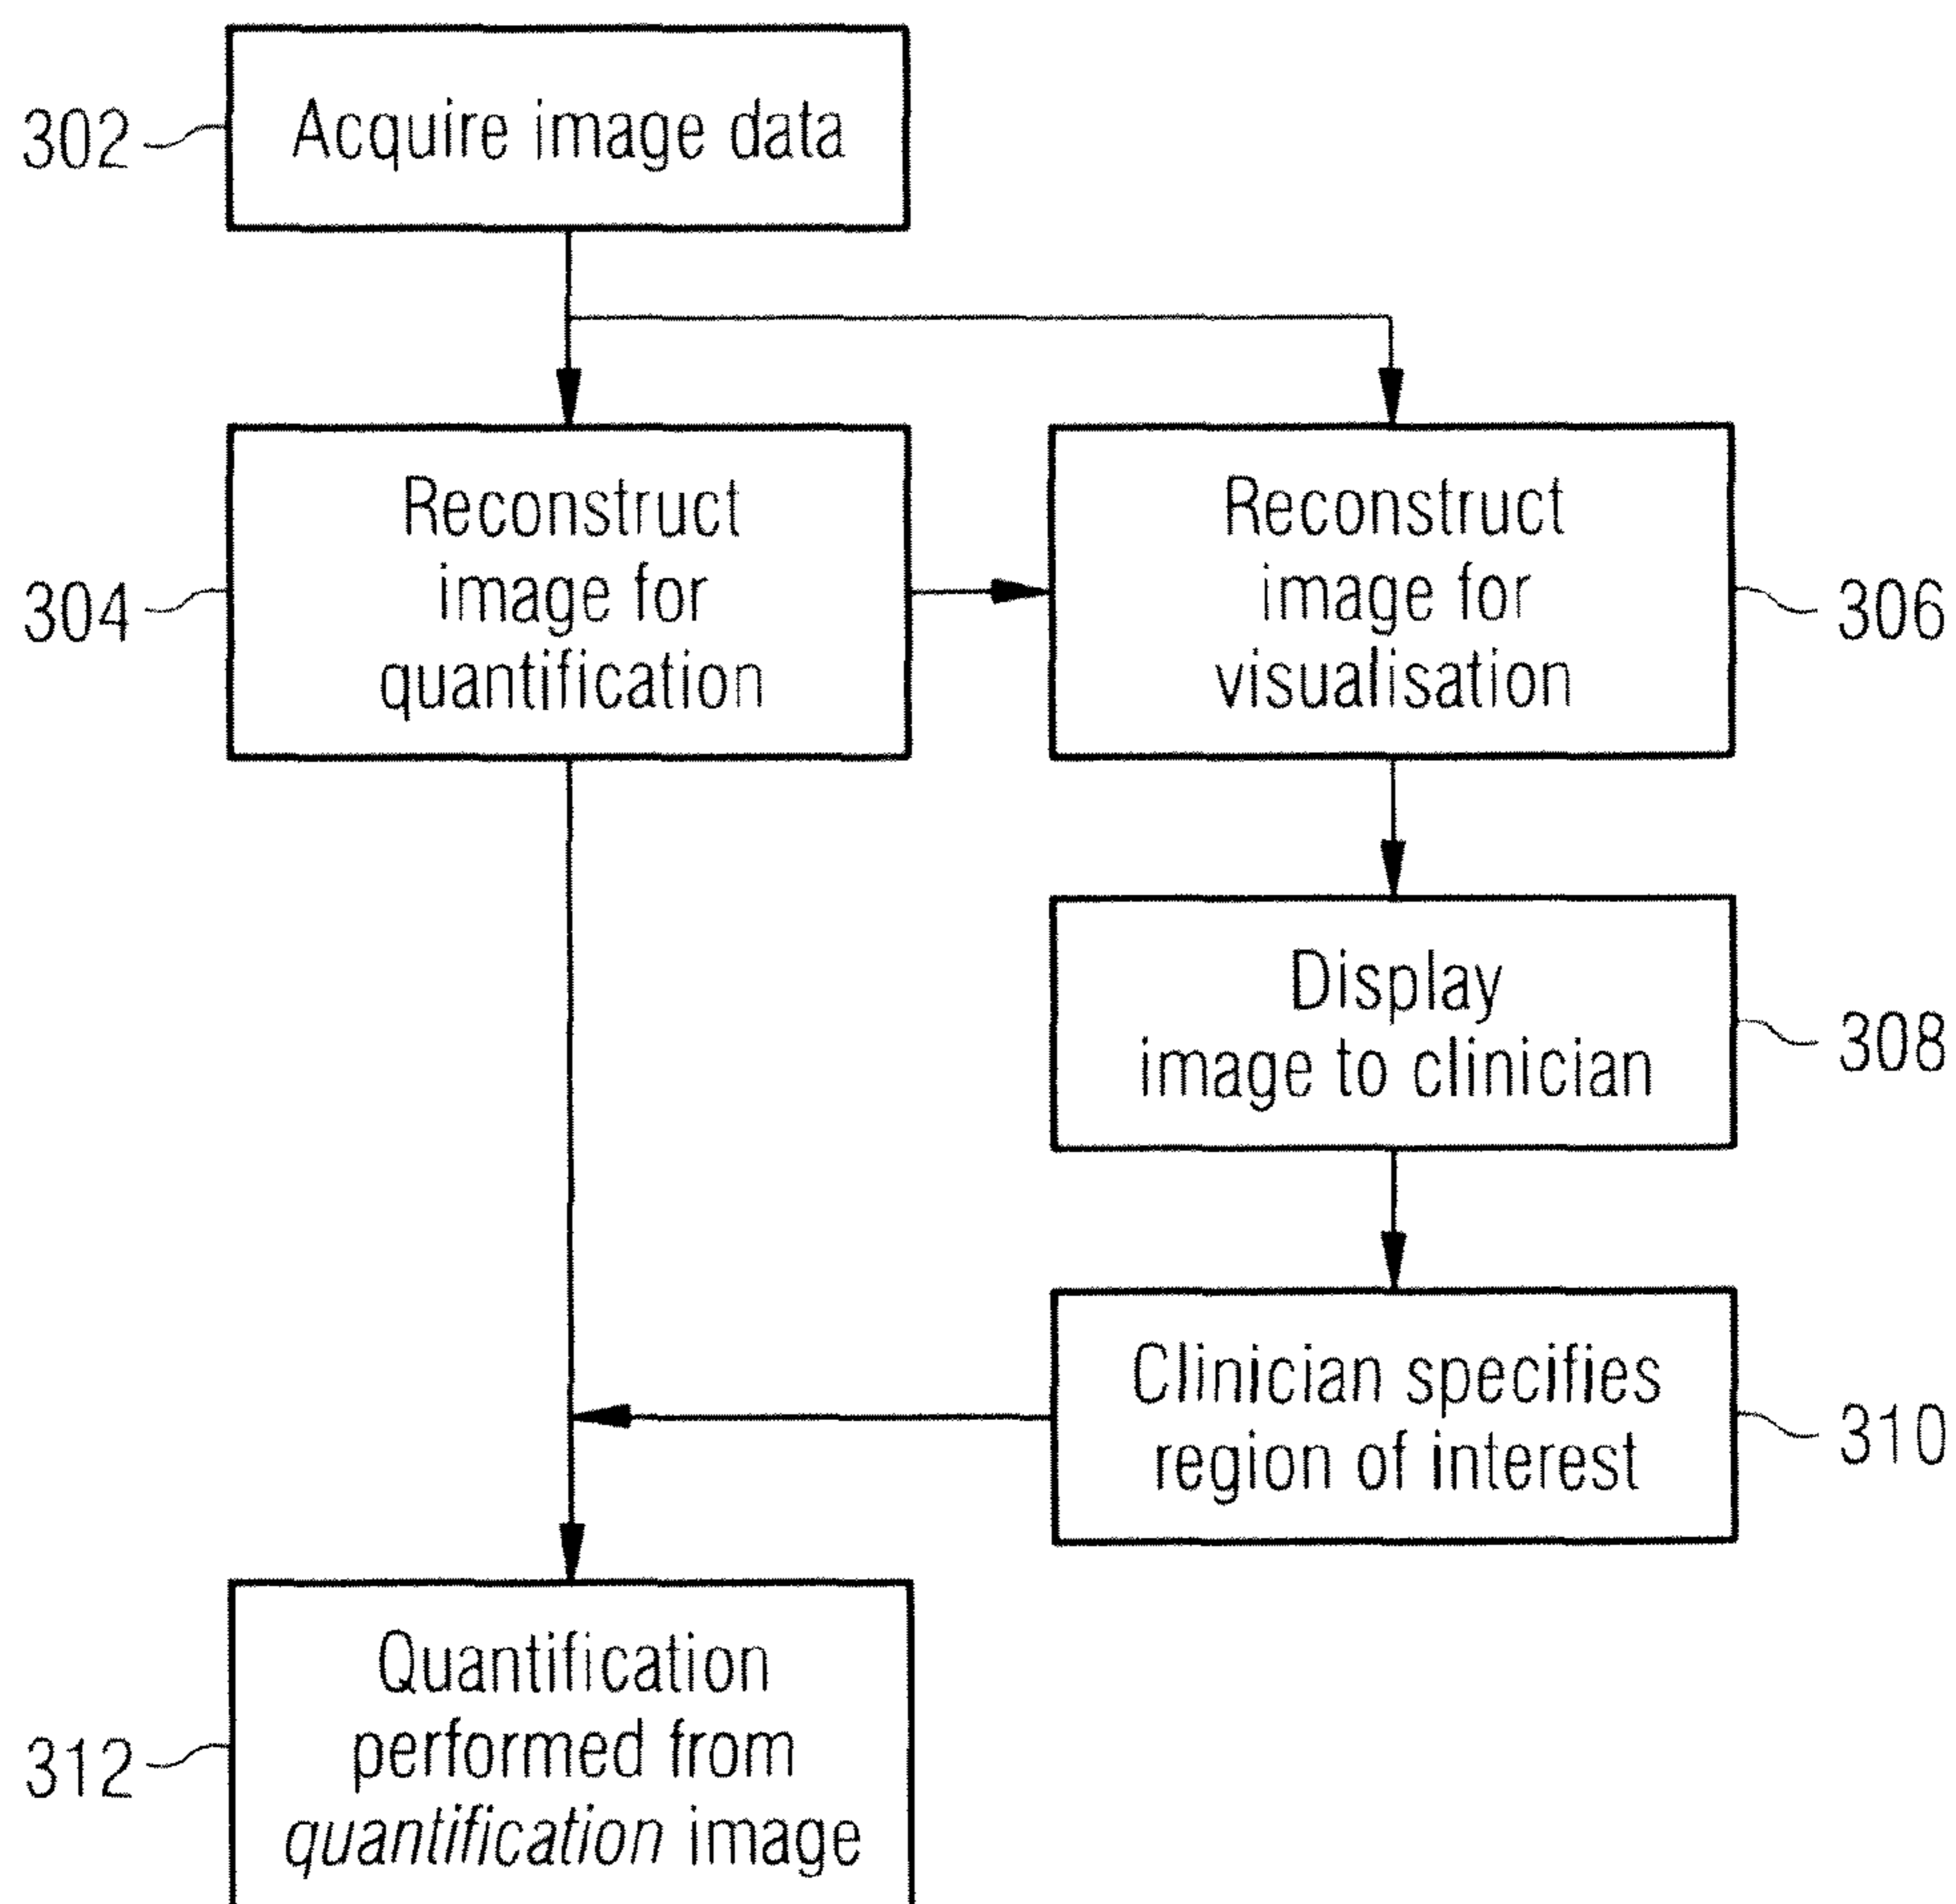 302
Acquire image data
304
Reconstruct
image for
quantification
Reconstruct
image for
visualisation
306
Display
image to clinician
308
Clinician specifies
region of interest
310
312
Quantification
performed from
quantification image